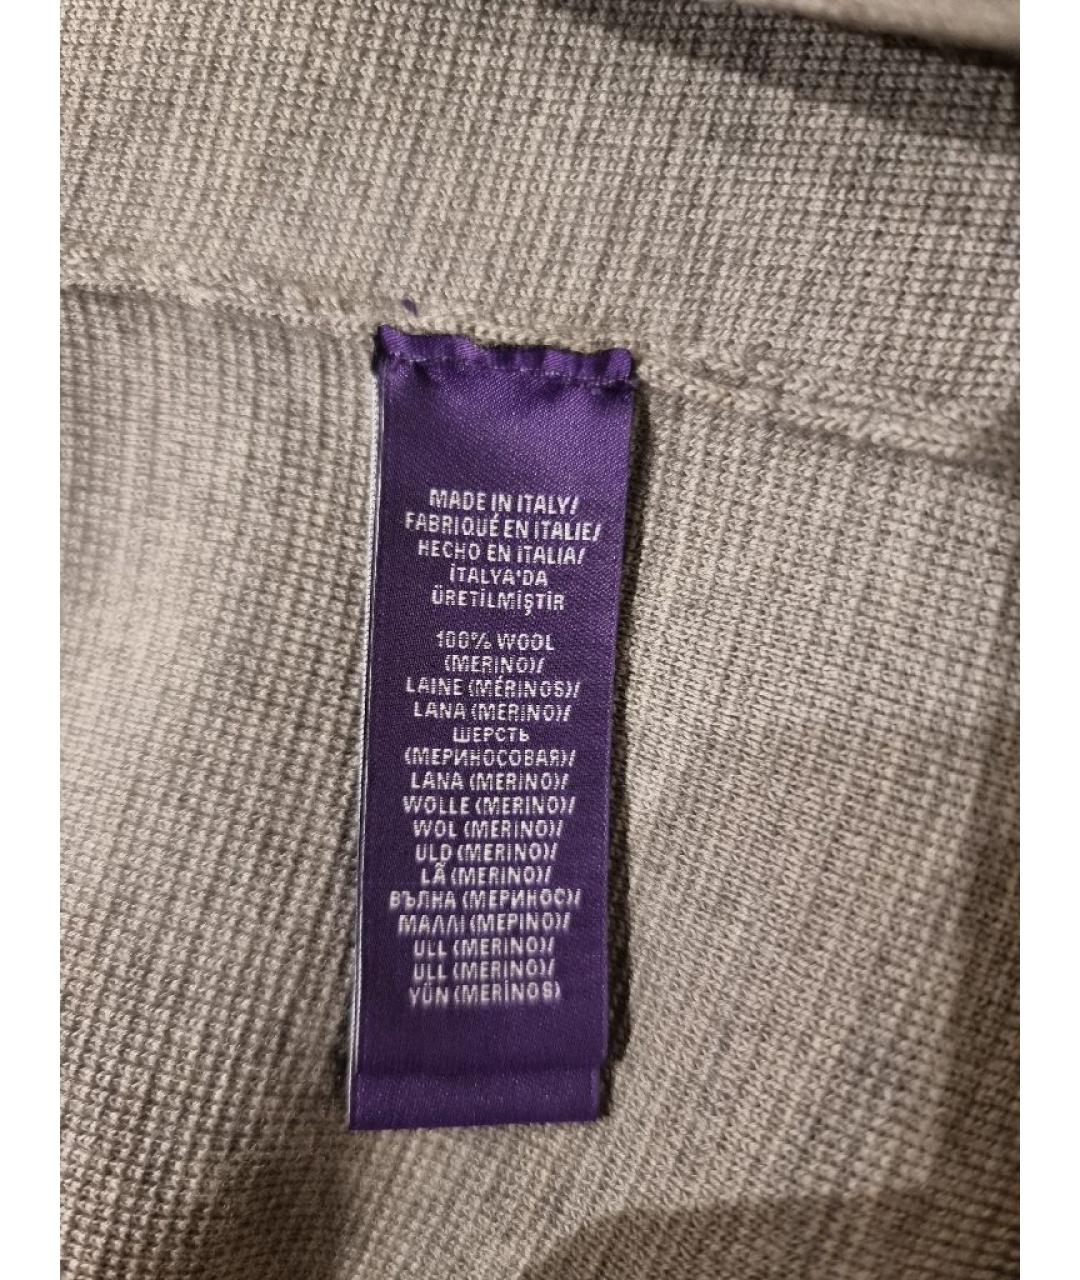 MADE IN ITALY/
FABRIQUÉ EN ITALIE/
HECHO EN ITALIA/
İTALYA'DA
ÜRETİLMİŞTİR
100% WOOL
(MERINO)/
LAINE (MÉRINOS)/
LANA (MERINO)/
ШЕРСТЬ
(МЕРИНОСОВАЯ)/
LANA (MERINO)/
WOLLE (MERINO)/
WOL (MERINO)/
ULD (MERINO)/
LÃ (MERINO)/
ВЪЛНА (МЕРИНОС)/
ΜΑΛΛΙ (ΜΕΡΙΝΟ)/
ULL (MERINO)/
ULL (MERINO)/
YÜN (MERİNOS)